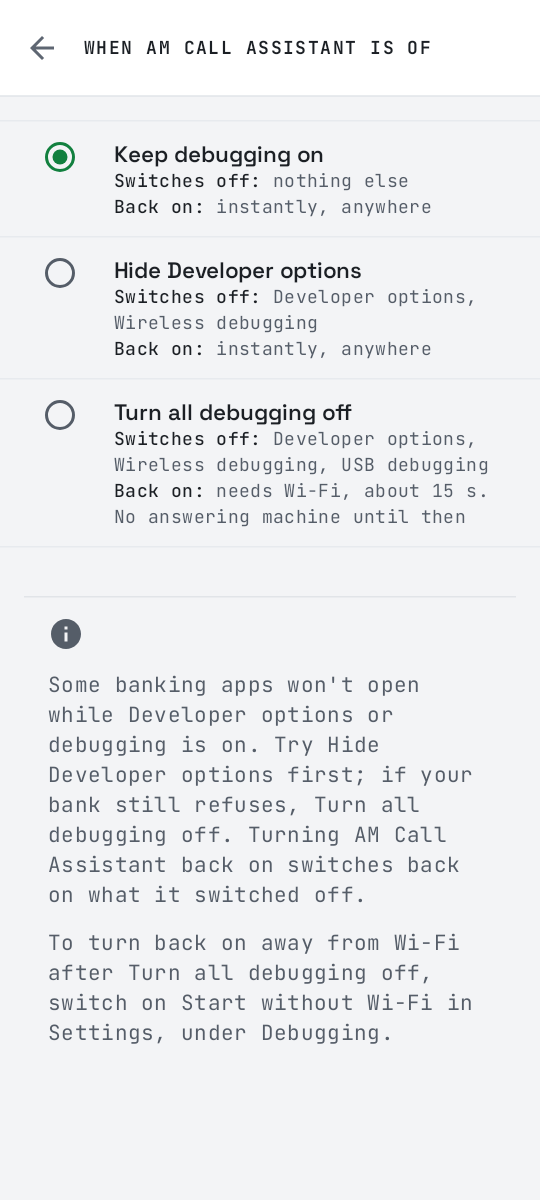 WHEN AM CALL ASSISTANT IS OF
Keep debugging on
Switches off: nothing else
Back on: instantly, anywhere
Hide Developer options
Switches off: Developer options,
Wireless debugging
Back on: instantly, anywhere
Turn all debugging off
Switches off: Developer options,
Wireless debugging, USB debugging
Back on: needs Wi-Fi, about 15 s.
No answering machine until then
Some banking apps won't open
while Developer options or
debugging is on. Try Hide
Developer options first; if your
bank still refuses, Turn all
debugging off. Turning AM Call
Assistant back on switches back
on what it switched off.
To turn back on away from Wi-Fi
after Turn all debugging off,
switch on Start without Wi-Fi in
Settings, under Debugging.